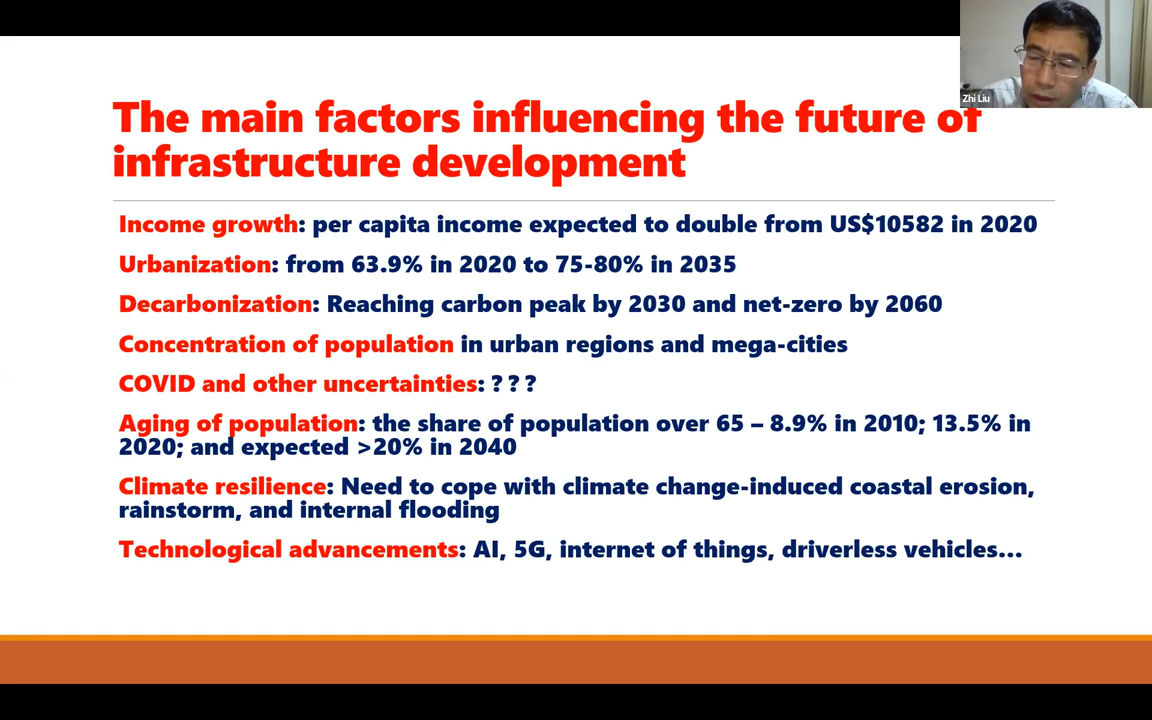 Zhi Liu
The main factors influencing the future of
infrastructure development
Income growth: per capita income expected to double from US$10582 in 2020
Urbanization: from 63.9% in 2020 to 75-80% in 2035
Decarbonization: Reaching carbon peak by 2030 and net-zero by 2060
Concentration of population in urban regions and mega-cities
COVID and other uncertainties: ? ? ?
Aging of population: the share of population over 65 – 8.9% in 2010; 13.5% in
2020; and expected >20% in 2040
Climate resilience: Need to cope with climate change-induced coastal erosion,
rainstorm, and internal flooding
Technological advancements: AI, 5G, internet of things, driverless vehicles…